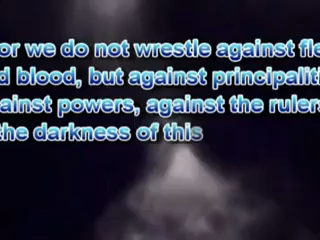 or we do not wrestle against fle
d blood, but against principaliti
ainst powers, against the rulers
the darkness of this